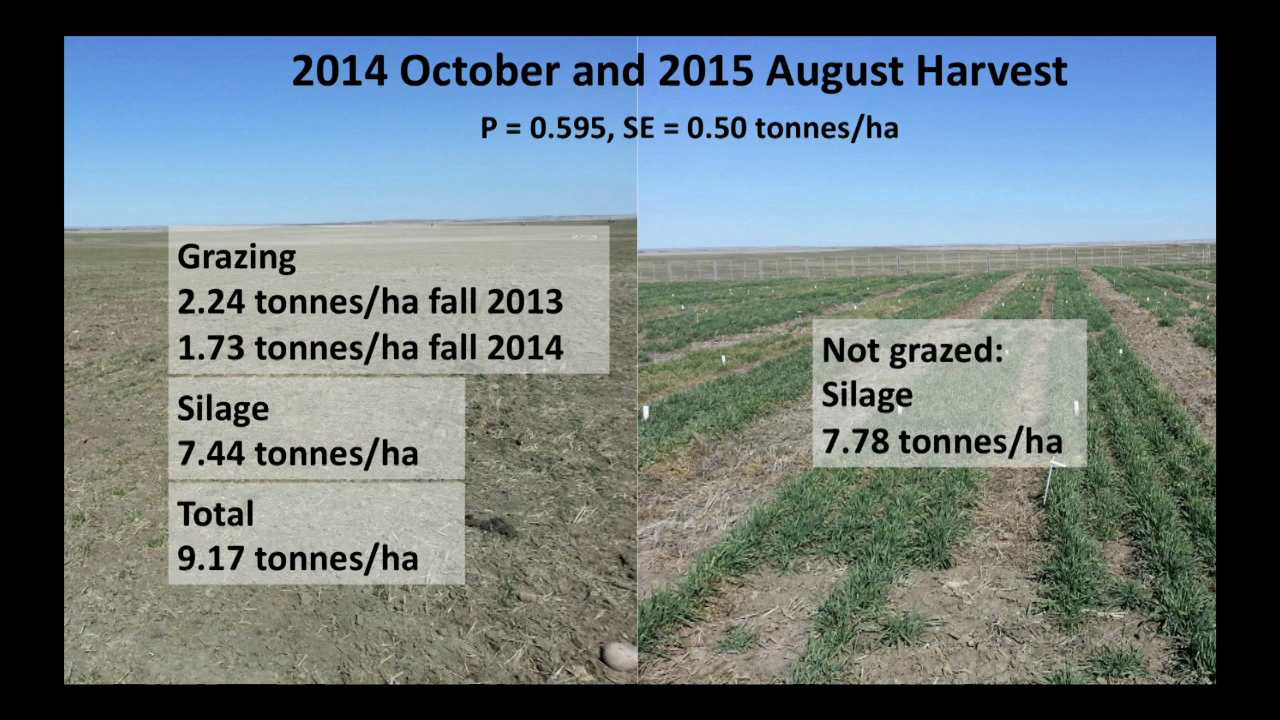 2014 October and 2015 August Harvest
P = 0.595, SE = 0.50 tonnes/ha
Grazing
2.24 tonnes/ha fall 2013
1.73 tonnes/ha fall 2014
Silage
7.44 tonnes/ha
Total
9.17 tonnes/ha
Not grazed:
Silage
7.78 tonnes/ha